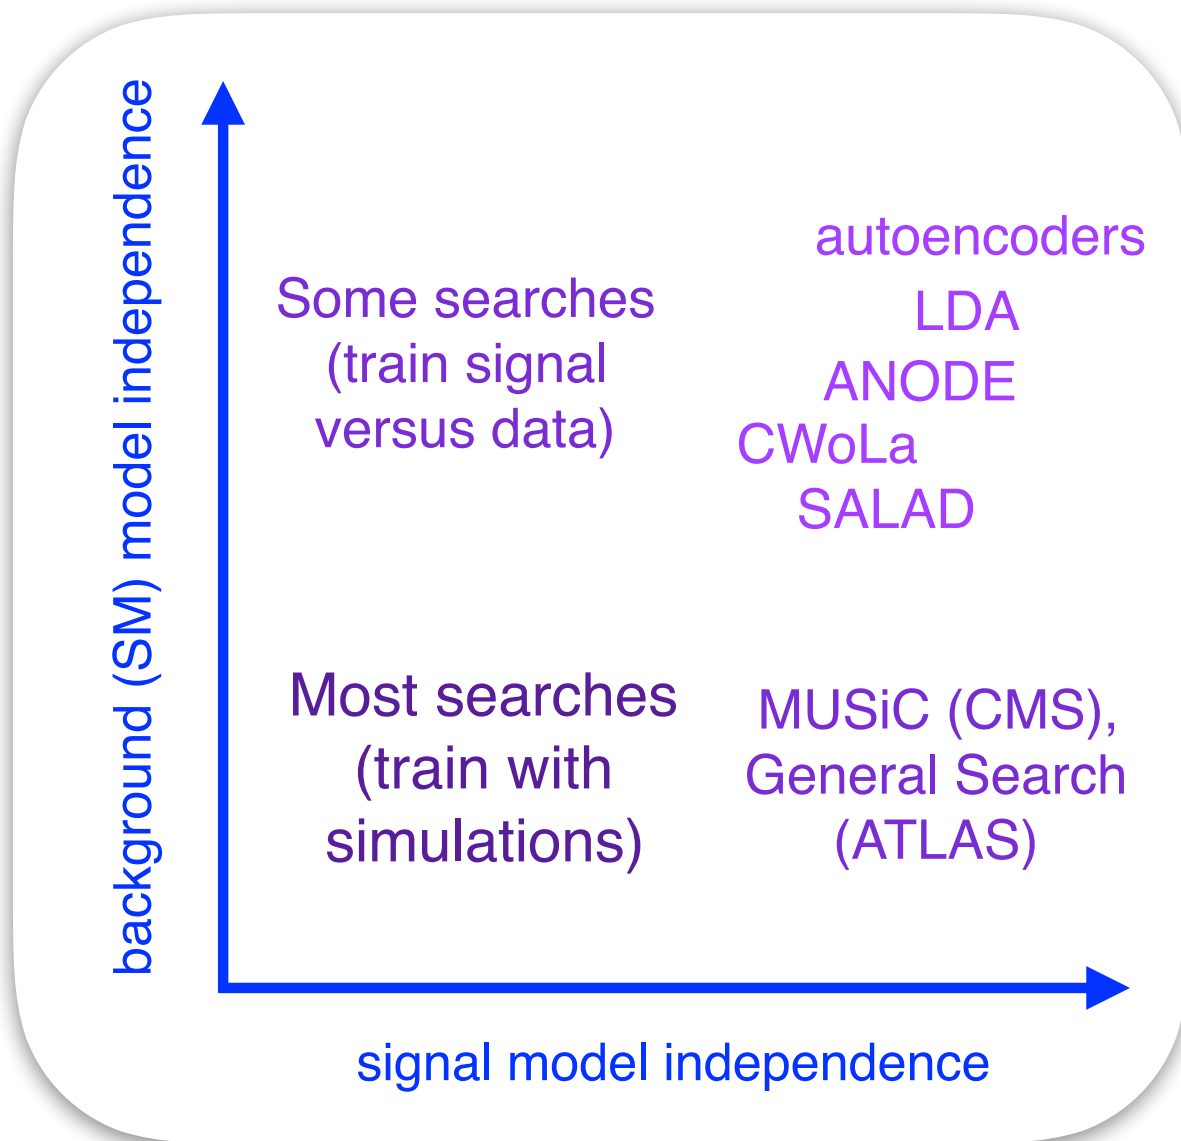 background (SM) model independence
autoencoders
Some searches
(train signal
versus data)
LDA
ANODE
CWoLa
SALAD
Most searches
(train with
simulations)
MUSiC (CMS),
General Search
(ATLAS)
signal model independence